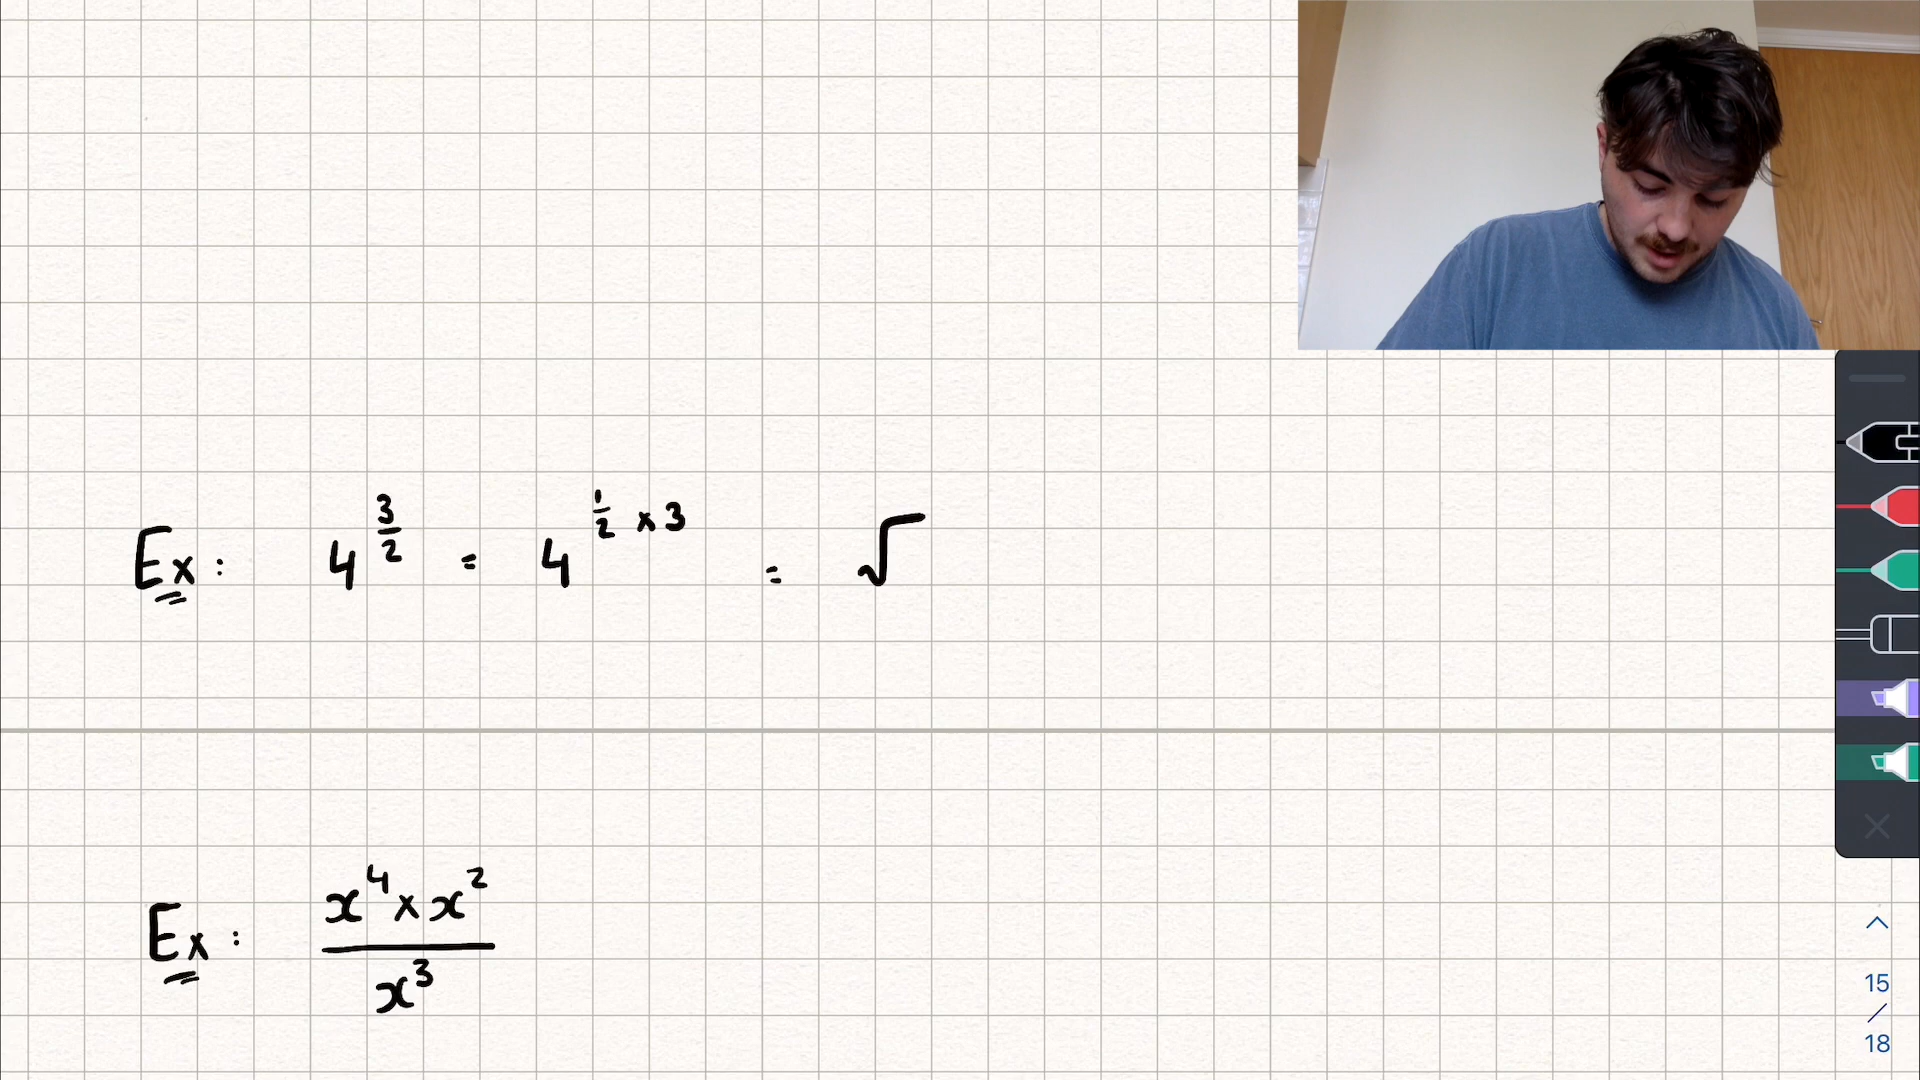 Ex: 4^(3/2) = 4^(1/2 × 3) = √
Ex: (x^4 × x^2) / x^3
15
/
18